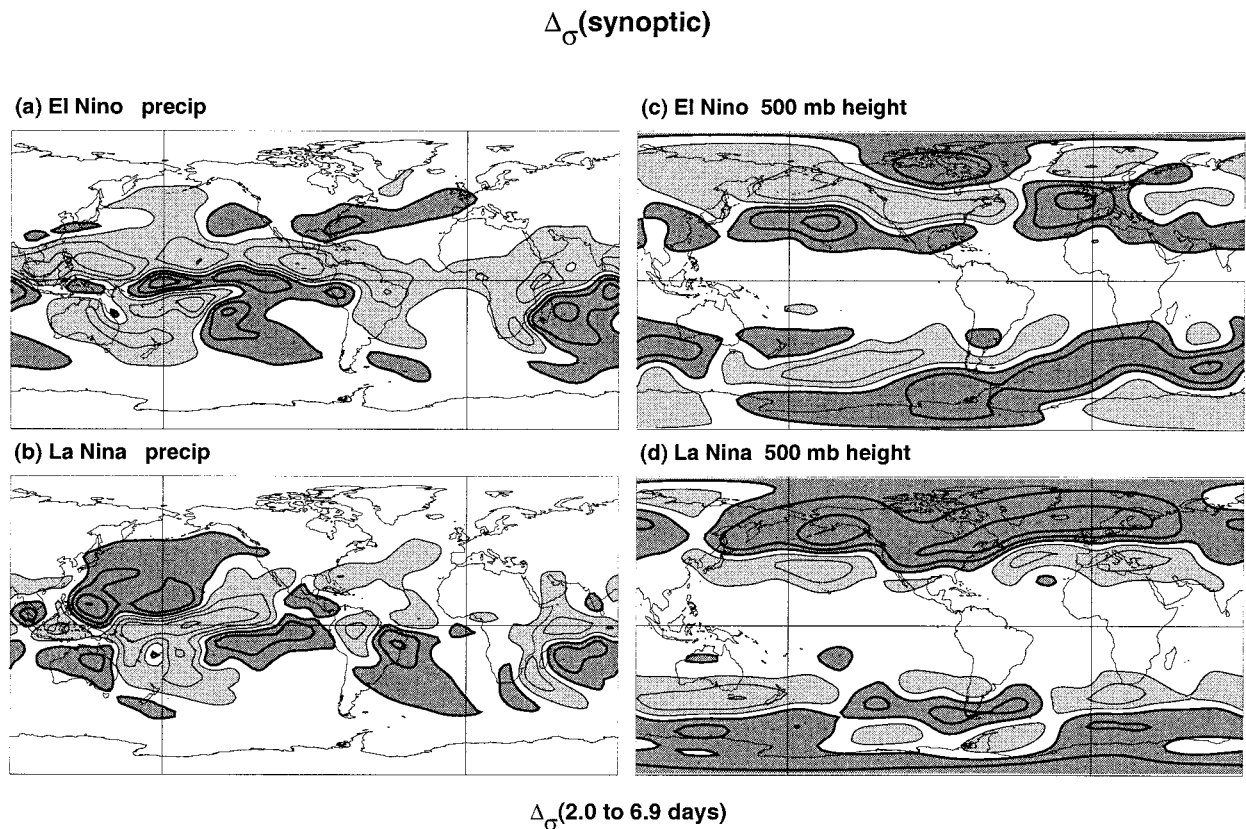 Δσ(synoptic)
(a) El Nino precip
(c) El Nino 500 mb height
(b) La Nina precip
(d) La Nina 500 mb height
Δσ(2.0 to 6.9 days)